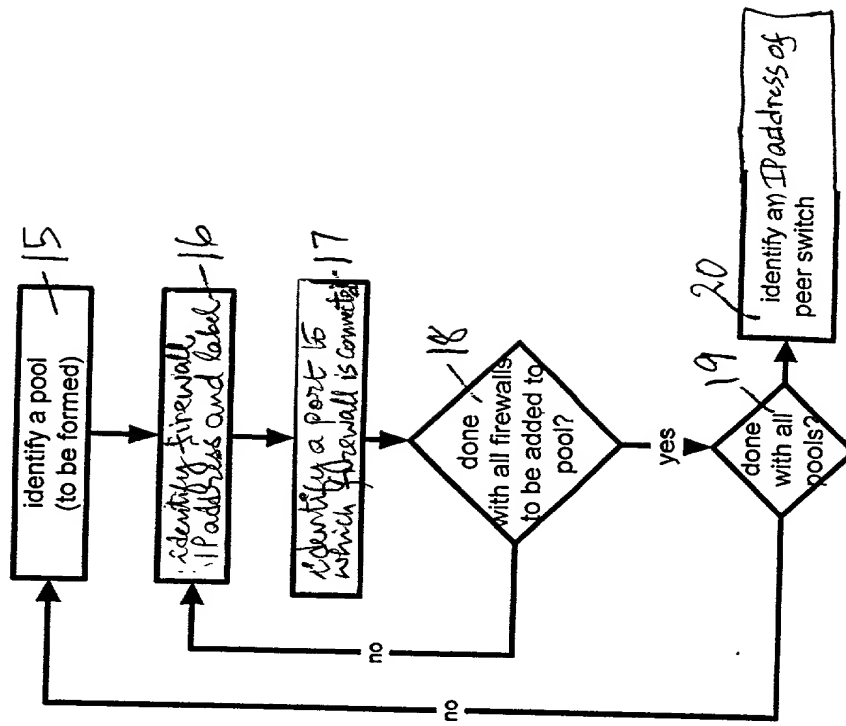 identify a pool
(to be formed)
15
identify firewall
IP address and label
16
identify a port to
which firewall is connected
17
done
with all firewalls
to be added to
pool?
18
no
yes
done
with all
pools?
19
no
20
identify an IP address of
peer switch